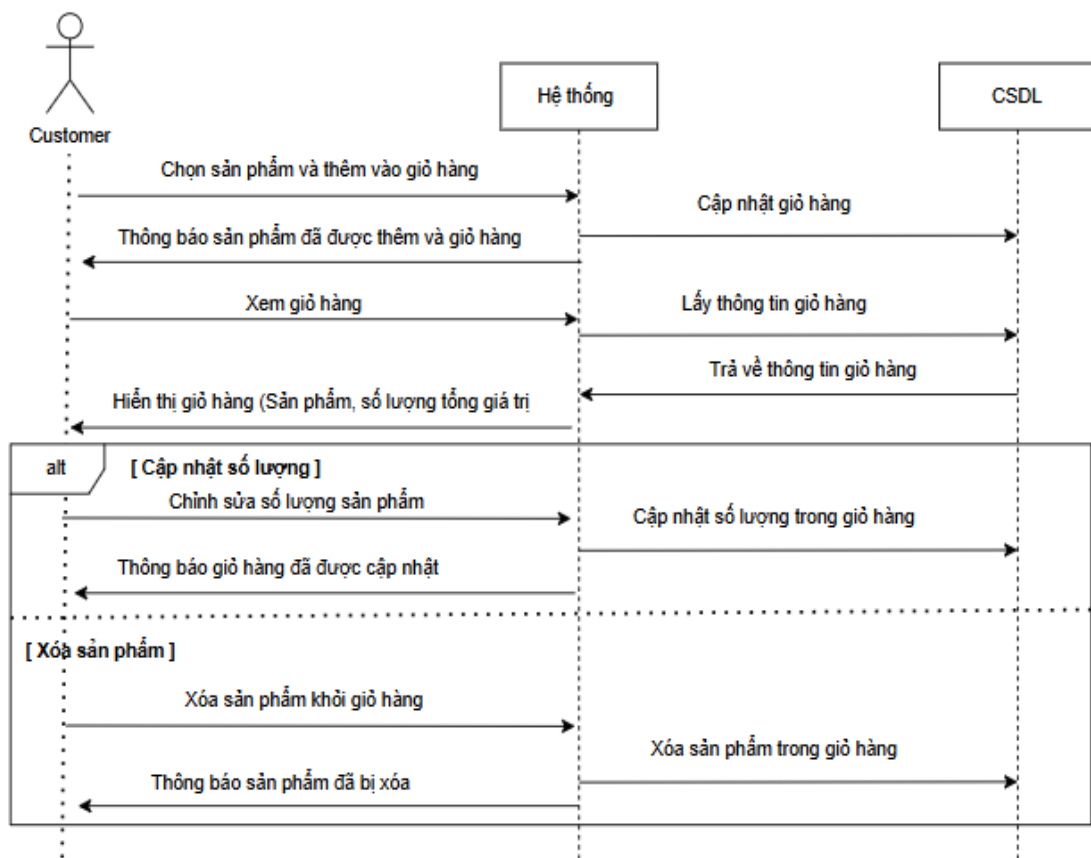 Customer
Hệ thống
CSDL
Chọn sản phẩm và thêm vào giỏ hàng
Cập nhật giỏ hàng
Thông báo sản phẩm đã được thêm và giỏ hàng
Xem giỏ hàng
Lấy thông tin giỏ hàng
Trả về thông tin giỏ hàng
Hiển thị giỏ hàng (Sản phẩm, số lượng tổng giá trị
alt
[ Cập nhật số lượng ]
Chỉnh sửa số lượng sản phẩm
Cập nhật số lượng trong giỏ hàng
Thông báo giỏ hàng đã được cập nhật
[ Xóa sản phẩm ]
Xóa sản phẩm khỏi giỏ hàng
Xóa sản phẩm trong giỏ hàng
Thông báo sản phẩm đã bị xóa